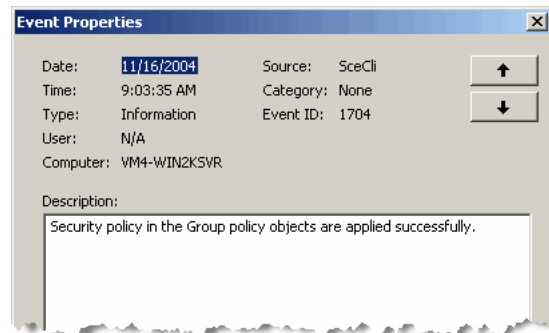 Event Properties
Date: 11/16/2004 Source: SceCli
Time: 9:03:35 AM Category: None
Type: Information Event ID: 1704
User: N/A
Computer: VM4-WIN2KSVR
Description:
Security policy in the Group policy objects are applied successfully.